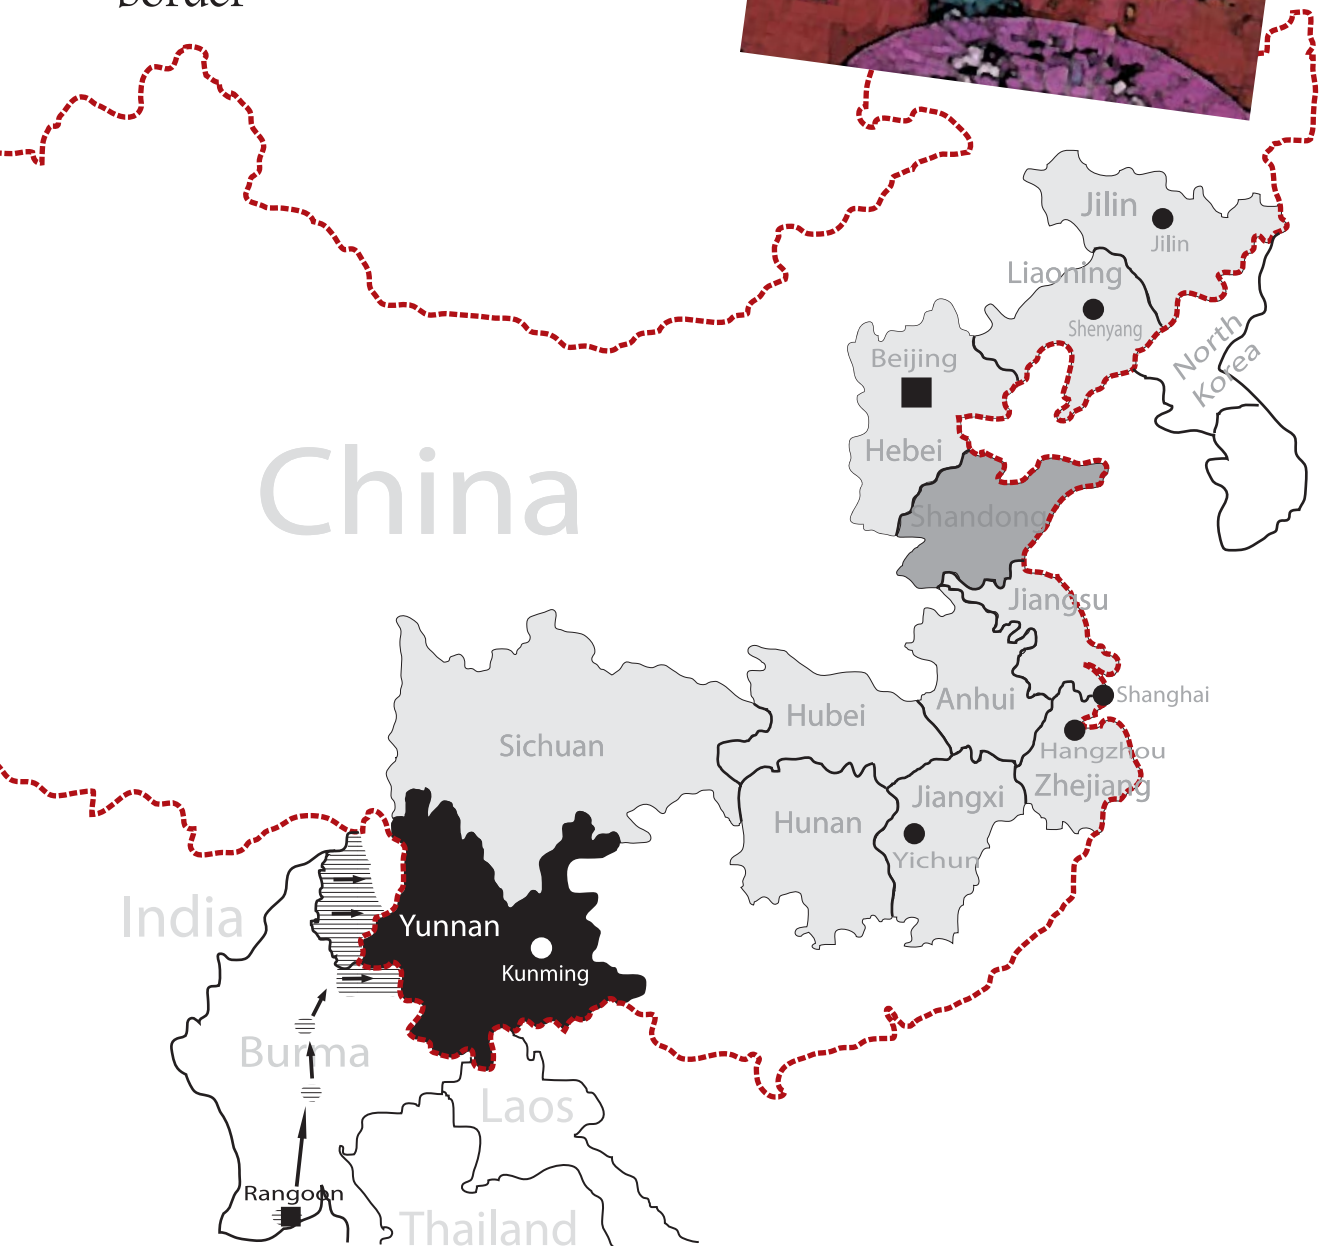 border
Jilin
Jilin
Liaoning
Shenyang
North
Korea
Beijing
Hebei
China
Shandong
Jiangsu
Shanghai
Anhui
Hubei
Sichuan
Hangzhou
Zhejiang
Jiangxi
Hunan
Yichun
India
Yunnan
Kunming
Burma
Laos
Rangoon
Thailand